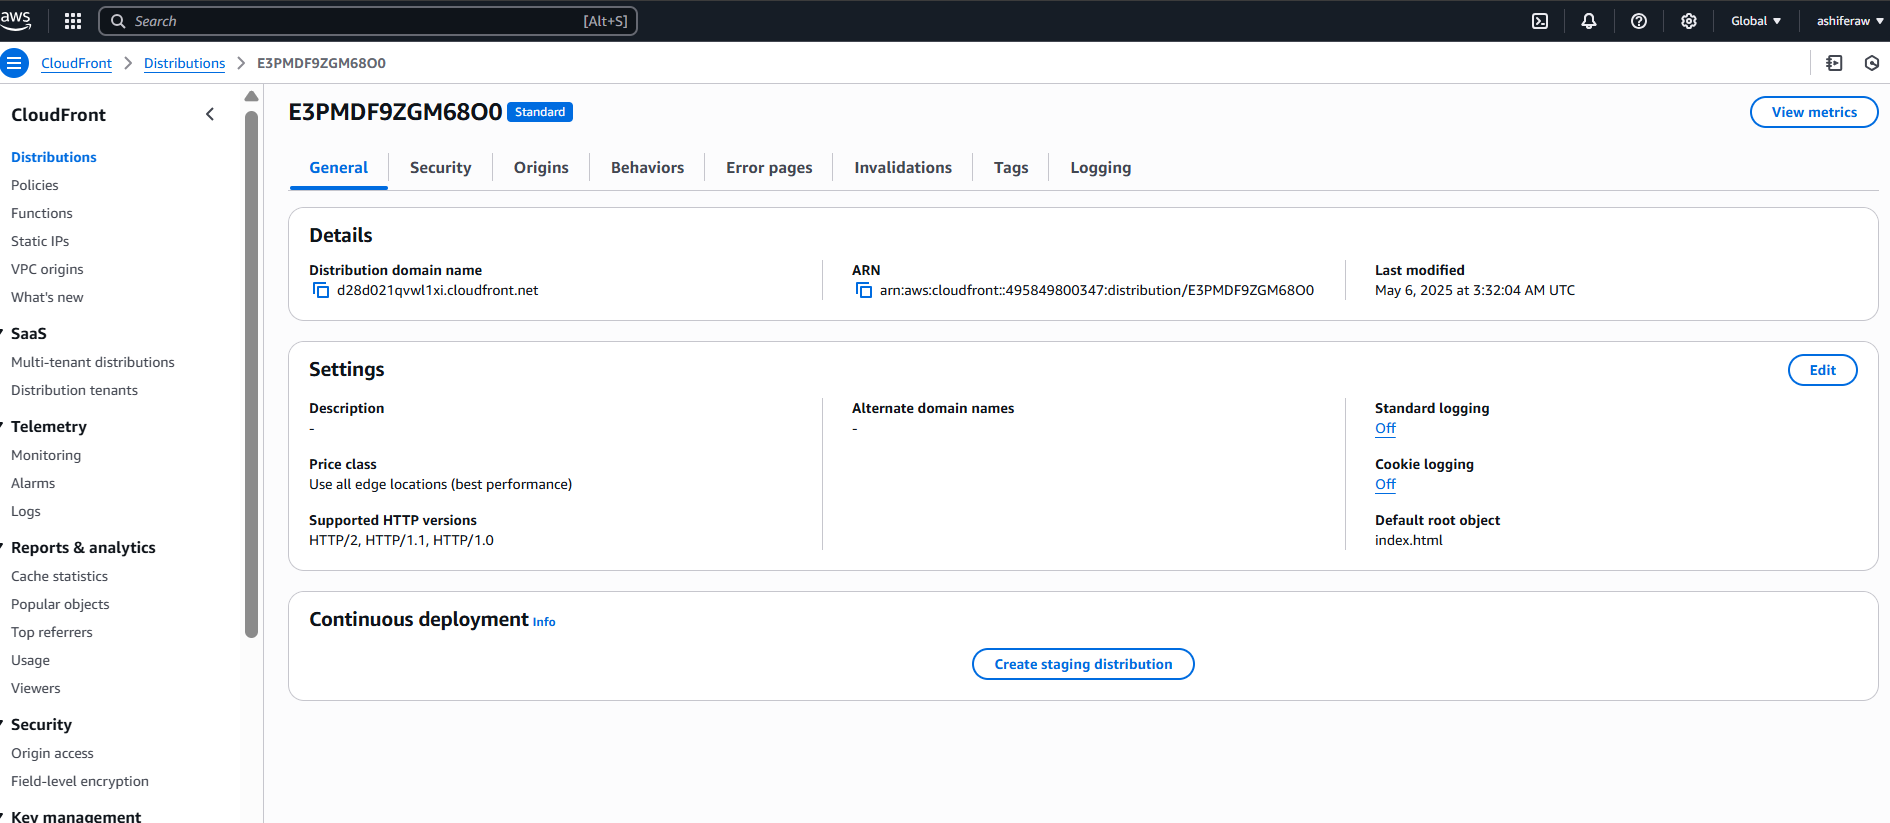 aws
Search [Alt+S]
Global ▼
ashiferaw ▼
CloudFront > Distributions > E3PMDF9ZGM68O0
CloudFront
Distributions
Policies
Functions
Static IPs
VPC origins
What's new
SaaS
Multi-tenant distributions
Distribution tenants
Telemetry
Monitoring
Alarms
Logs
Reports & analytics
Cache statistics
Popular objects
Top referrers
Usage
Viewers
Security
Origin access
Field-level encryption
Key management
E3PMDF9ZGM68O0 Standard
View metrics
General Security Origins Behaviors Error pages Invalidations Tags Logging
Details
Distribution domain name
d28d021qvwl1xi.cloudfront.net
ARN
arn:aws:cloudfront::495849800347:distribution/E3PMDF9ZGM68O0
Last modified
May 6, 2025 at 3:32:04 AM UTC
Settings
Edit
Description
-
Price class
Use all edge locations (best performance)
Supported HTTP versions
HTTP/2, HTTP/1.1, HTTP/1.0
Alternate domain names
-
Standard logging
Off
Cookie logging
Off
Default root object
index.html
Continuous deployment Info
Create staging distribution